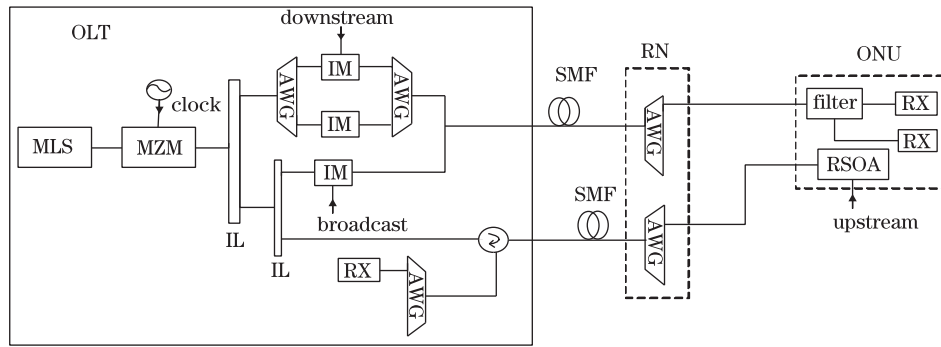 downstream
OLT
IM
AWG
AWG
clock
IM
MLS
MZM
IM
broadcast
IL
IL
RX
AWG
SMF
SMF
RN
AWG
AWG
ONU
filter
RX
RX
RSOA
upstream